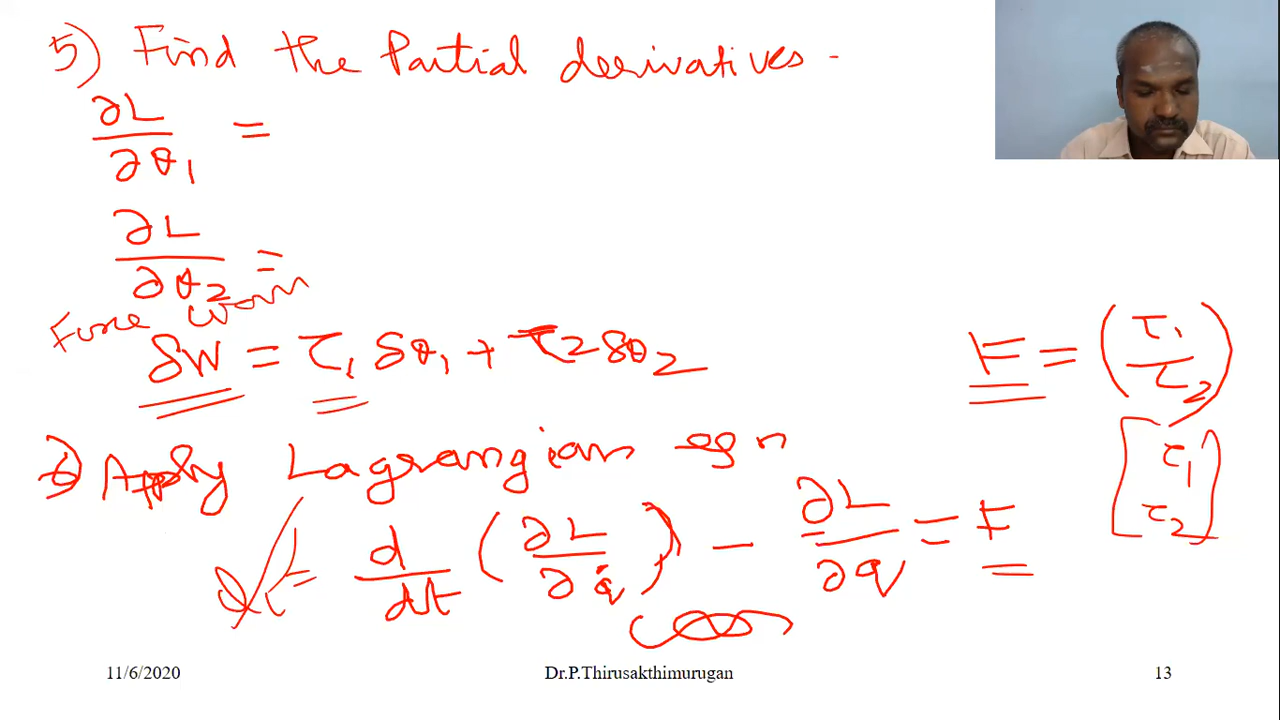 5) Find the Partial derivatives -
∂L/∂θ1 =
∂L/∂θ2 =
Force work
δW = τ1 δθ1 + τ2 δθ2
F = (τ1/τ2)
6) Apply Lagrangian eqn
[τ1
τ2]
= d/dt (∂L/∂q̇) - ∂L/∂q = F
11/6/2020
Dr.P.Thirusakthimurugan
13